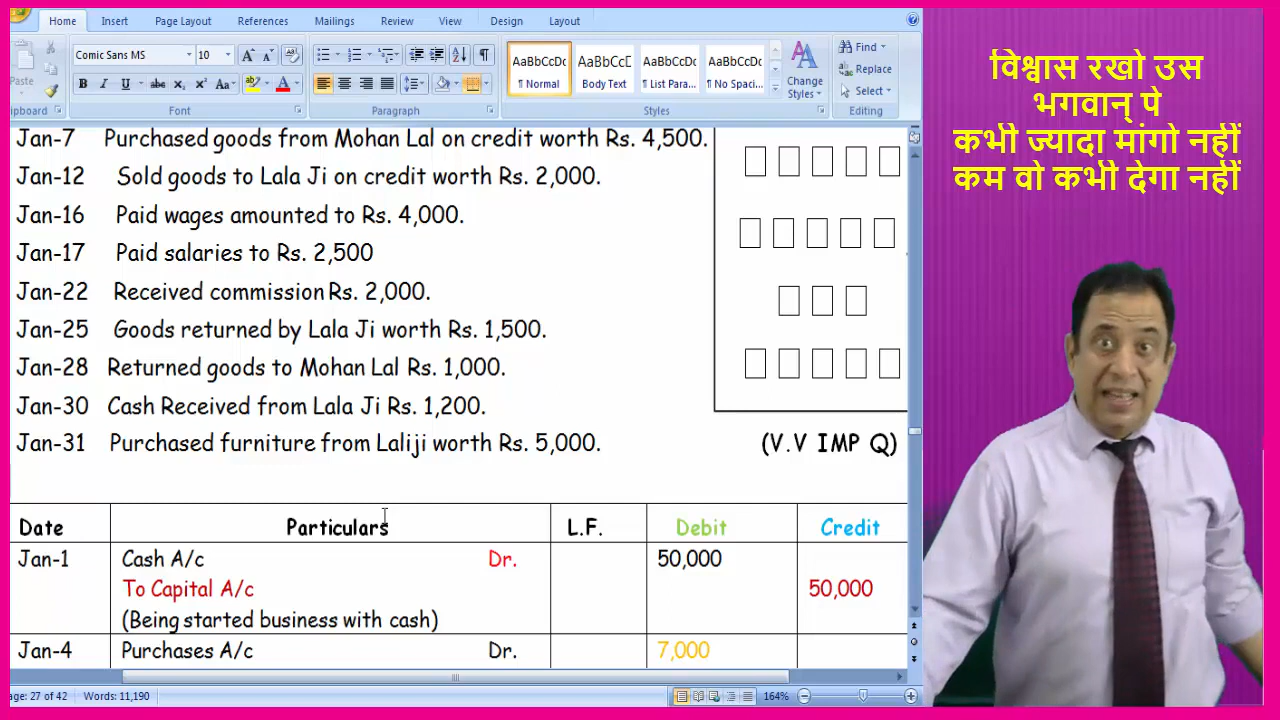 Home Insert Page Layout References Mailings Review View Design Layout
Comic Sans MS 10
Find
Replace
Select
Paste
B I U abc X₂ X² Aa
AaBbCcDc AaBbCcD AaBbCcDc AaBbCcDc
¶ Normal Body Text ¶ List Para... ¶ No Spaci...
Change
Styles
lipboard Font Paragraph Styles Editing
Jan-7 Purchased goods from Mohan Lal on credit worth Rs. 4,500.
Jan-12 Sold goods to Lala Ji on credit worth Rs. 2,000.
Jan-16 Paid wages amounted to Rs. 4,000.
Jan-17 Paid salaries to Rs. 2,500
Jan-22 Received commission Rs. 2,000.
Jan-25 Goods returned by Lala Ji worth Rs. 1,500.
Jan-28 Returned goods to Mohan Lal Rs. 1,000.
Jan-30 Cash Received from Lala Ji Rs. 1,200.
Jan-31 Purchased furniture from Laliji worth Rs. 5,000. (V.V IMP Q)
Date Particulars L.F. Debit Credit
Jan-1 Cash A/c Dr. 50,000
To Capital A/c 50,000
(Being started business with cash)
Jan-4 Purchases A/c Dr. 7,000
age: 27 of 42 Words: 11,190 164%
विश्वास रखो उस
भगवान् पे
कभी ज्यादा मांगो नहीं
कम वो कभी देगा नहीं